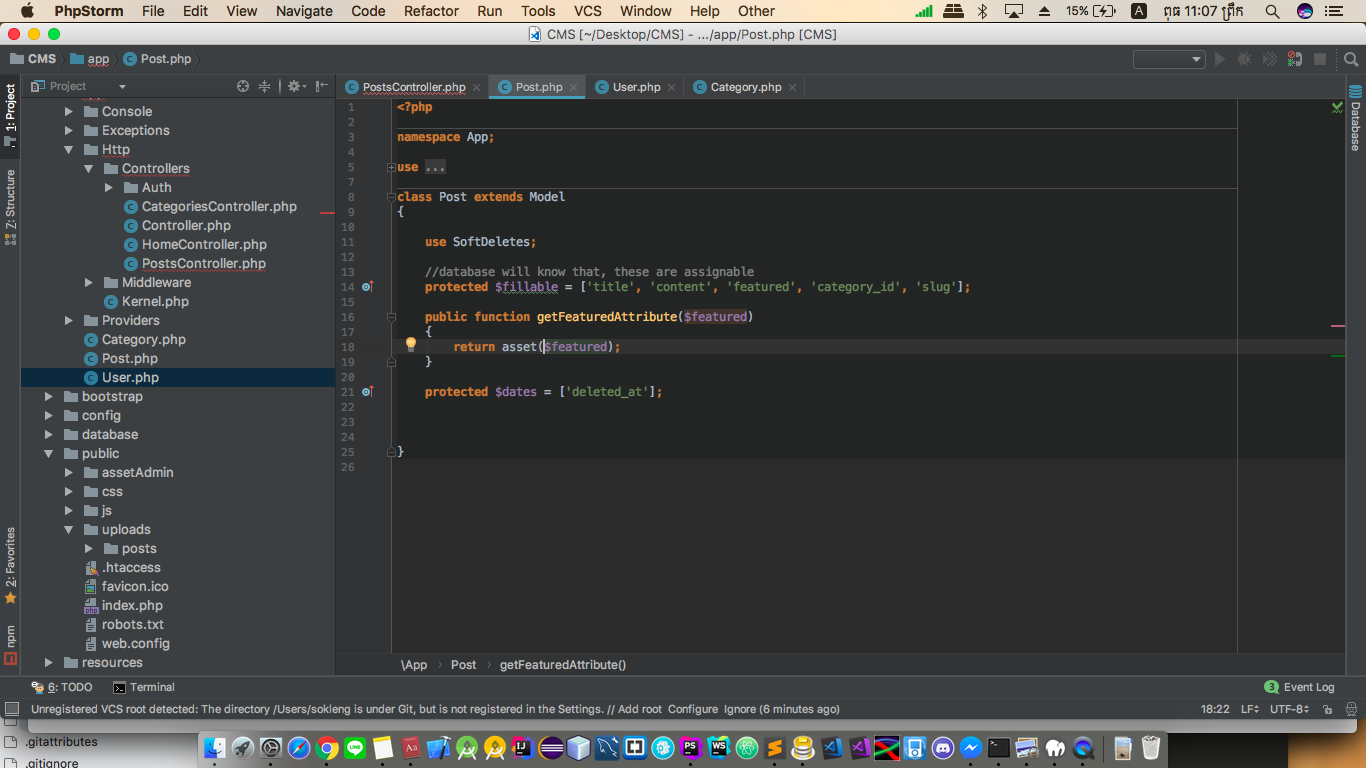 PhpStorm File Edit View Navigate Code Refactor Run Tools VCS Window Help Other 15% A ពុធ 11:07 ព្រឹក
CMS [~/Desktop/CMS] - .../app/Post.php [CMS]
CMS app Post.php
Project
PostsController.php Post.php User.php Category.php
1: Project
7: Structure
2: Favorites
npm
Console
Exceptions
Http
Controllers
Auth
CategoriesController.php
Controller.php
HomeController.php
PostsController.php
Middleware
Kernel.php
Providers
Category.php
Post.php
User.php
bootstrap
config
database
public
assetAdmin
css
js
uploads
posts
.htaccess
favicon.ico
index.php
robots.txt
web.config
resources
1 <?php
2
3 namespace App;
4
5 use ...
7
8 class Post extends Model
9 {
10
11 use SoftDeletes;
12
13 //database will know that, these are assignable
14 protected $fillable = ['title', 'content', 'featured', 'category_id', 'slug'];
15
16 public function getFeaturedAttribute($featured)
17 {
18 return asset($featured);
19 }
20
21 protected $dates = ['deleted_at'];
22
23
24
25 }
26
Database
\App Post getFeaturedAttribute()
6: TODO Terminal 3 Event Log
Unregistered VCS root detected: The directory /Users/sokleng is under Git, but is not registered in the Settings. // Add root Configure Ignore (6 minutes ago) 18:22 LF UTF-8
.gitattributes
.gitignore